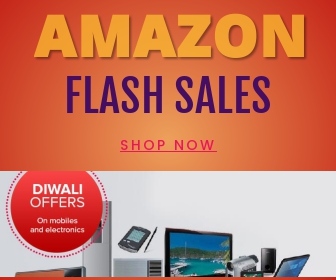 AMAZON
FLASH SALES
SHOP NOW
DIWALI
OFFERS
On mobiles
and electronics